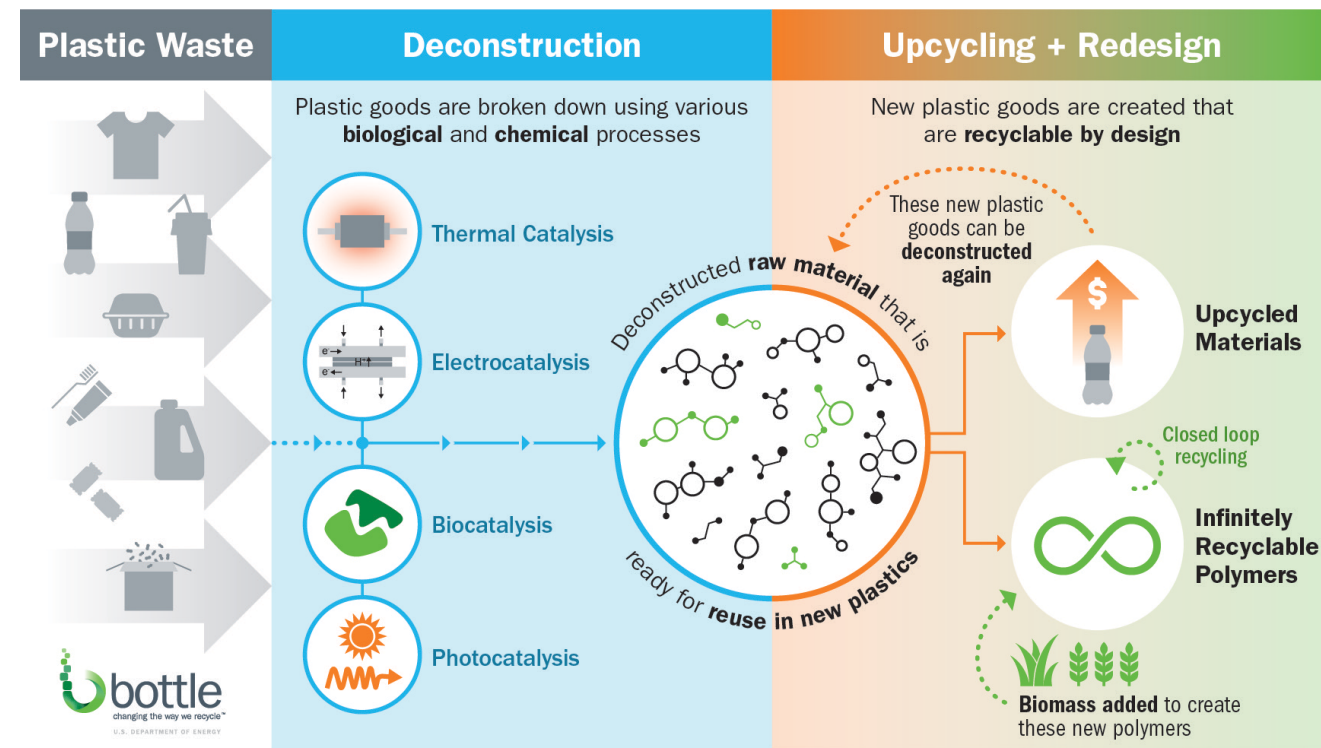 Plastic Waste
Deconstruction
Upcycling + Redesign
Plastic goods are broken down using various
biological and chemical processes
New plastic goods are created that
are recyclable by design
Thermal Catalysis
e⁻
H⁺
e⁻
Electrocatalysis
Biocatalysis
Photocatalysis
Deconstructed raw material that is
ready for reuse in new plastics
These new plastic
goods can be
deconstructed
again
$
Upcycled
Materials
Closed loop
recycling
Infinitely
Recyclable
Polymers
Biomass added to create
these new polymers
bottle
changing the way we recycle™
U.S. DEPARTMENT OF ENERGY